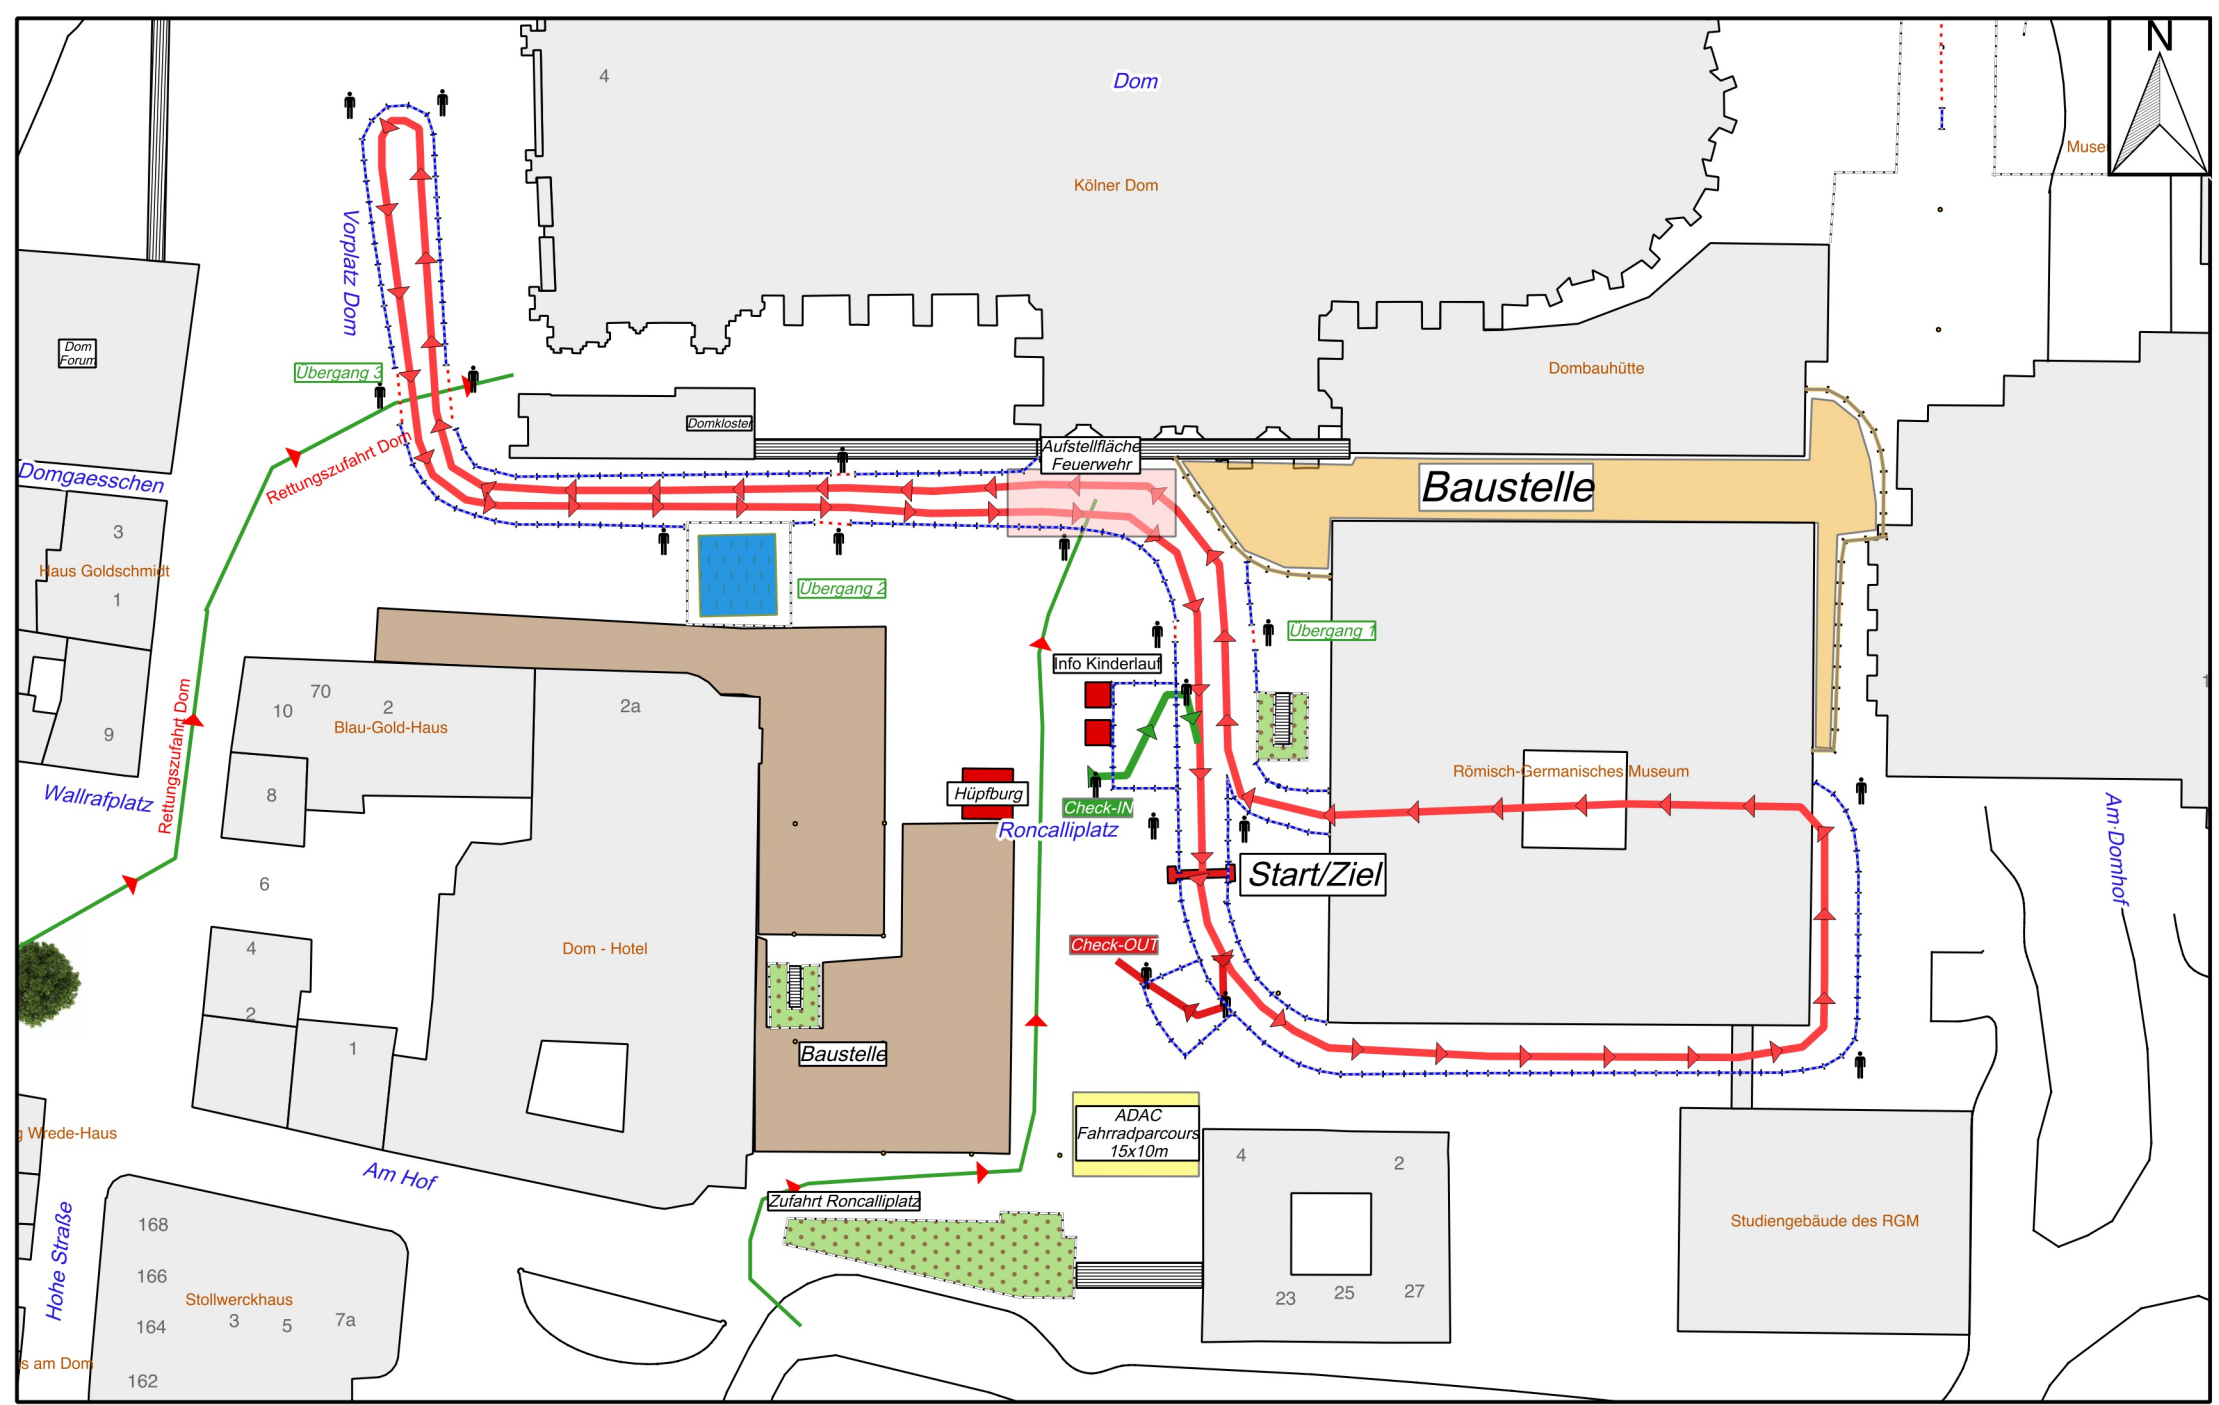 N
4
Dom
Kölner Dom
Vorplatz Dom
Dom
Forum
Übergang 3
Domkloster
Aufstellfläche
Feuerwehr
Dombauhütte
Baustelle
Rettungszufahrt Dom
Domgaesschen
3
Haus Goldschmidt
1
9
Übergang 2
Übergang 1
Info Kinderlauf
70
10
2
2a
Blau-Gold-Haus
Rettungszufahrt Dom
Wallrafplatz
8
6
4
2
1
Hüpfburg
Check-IN
Roncalliplatz
Römisch-Germanisches Museum
Start/Ziel
Am Domhof
Check-OUT
Dom - Hotel
Baustelle
ADAC
Fahrradparcours
15x10m
Wrede-Haus
Am Hof
Zufahrt Roncalliplatz
4
2
23
25
27
Studiengebäude des RGM
Hohe Straße
168
166
164
162
Stollwerckhaus
3
5
7a
am Dom